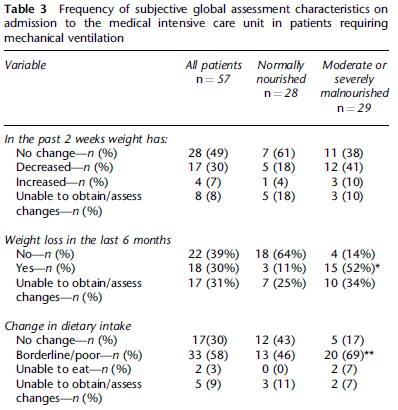 Table 3 Frequency of subjective global assessment characteristics on
admission to the medical intensive care unit in patients requiring
mechanical ventilation
Variable All patients Normally Moderate or
n = 57 nourished severely
n = 28 malnourished
n = 29
In the past 2 weeks weight has:
No change—n (%) 28 (49) 7 (61) 11 (38)
Decreased—n (%) 17 (30) 5 (18) 12 (41)
Increased—n (%) 4 (7) 1 (4) 3 (10)
Unable to obtain/assess 8 (8) 5 (18) 3 (10)
changes—n (%)
Weight loss in the last 6 months
No—n (%) 22 (39%) 18 (64%) 4 (14%)
Yes—n (%) 18 (30%) 3 (11%) 15 (52%)*
Unable to obtain/assess 17 (31%) 7 (25%) 10 (34%)
changes—n (%)
Change in dietary intake
No change—n (%) 17(30) 12 (43) 5 (17)
Borderline/poor—n (%) 33 (58) 13 (46) 20 (69)**
Unable to eat—n (%) 2 (3) 0 (0) 2 (7)
Unable to obtain/assess 5 (9) 3 (11) 2 (7)
changes—n (%)